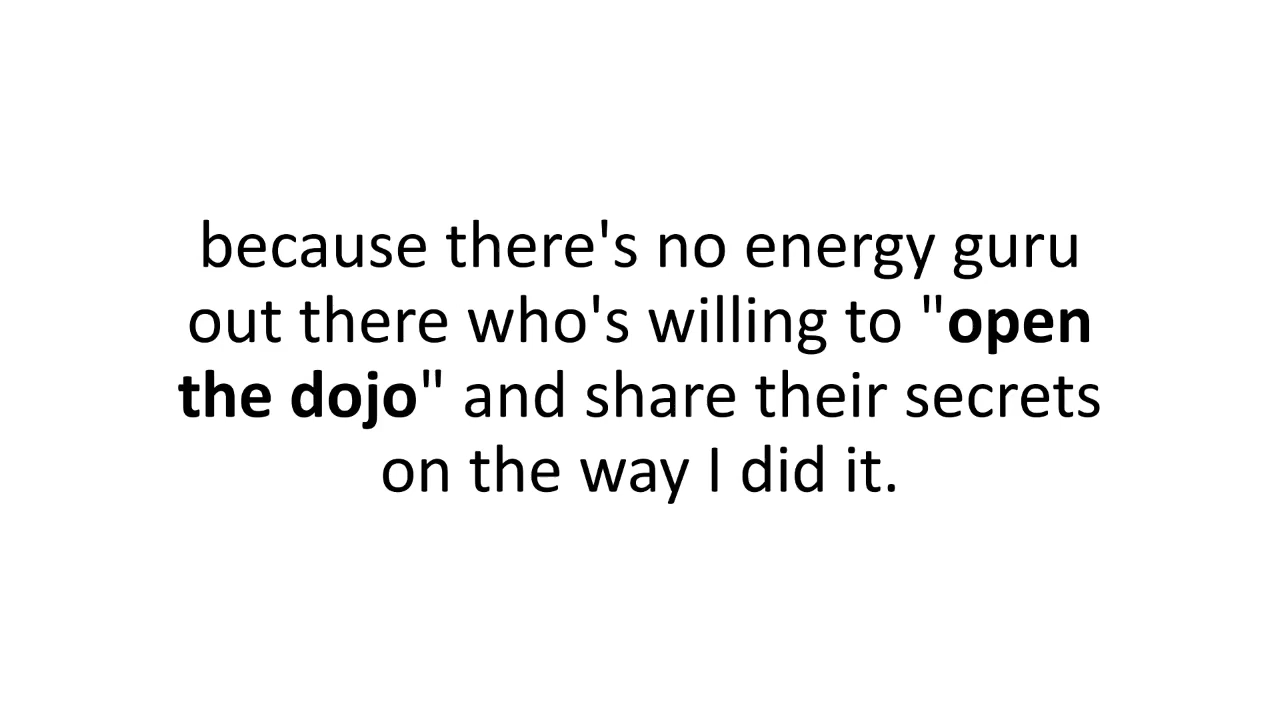 because there's no energy guru
out there who's willing to "open
the dojo" and share their secrets
on the way I did it.